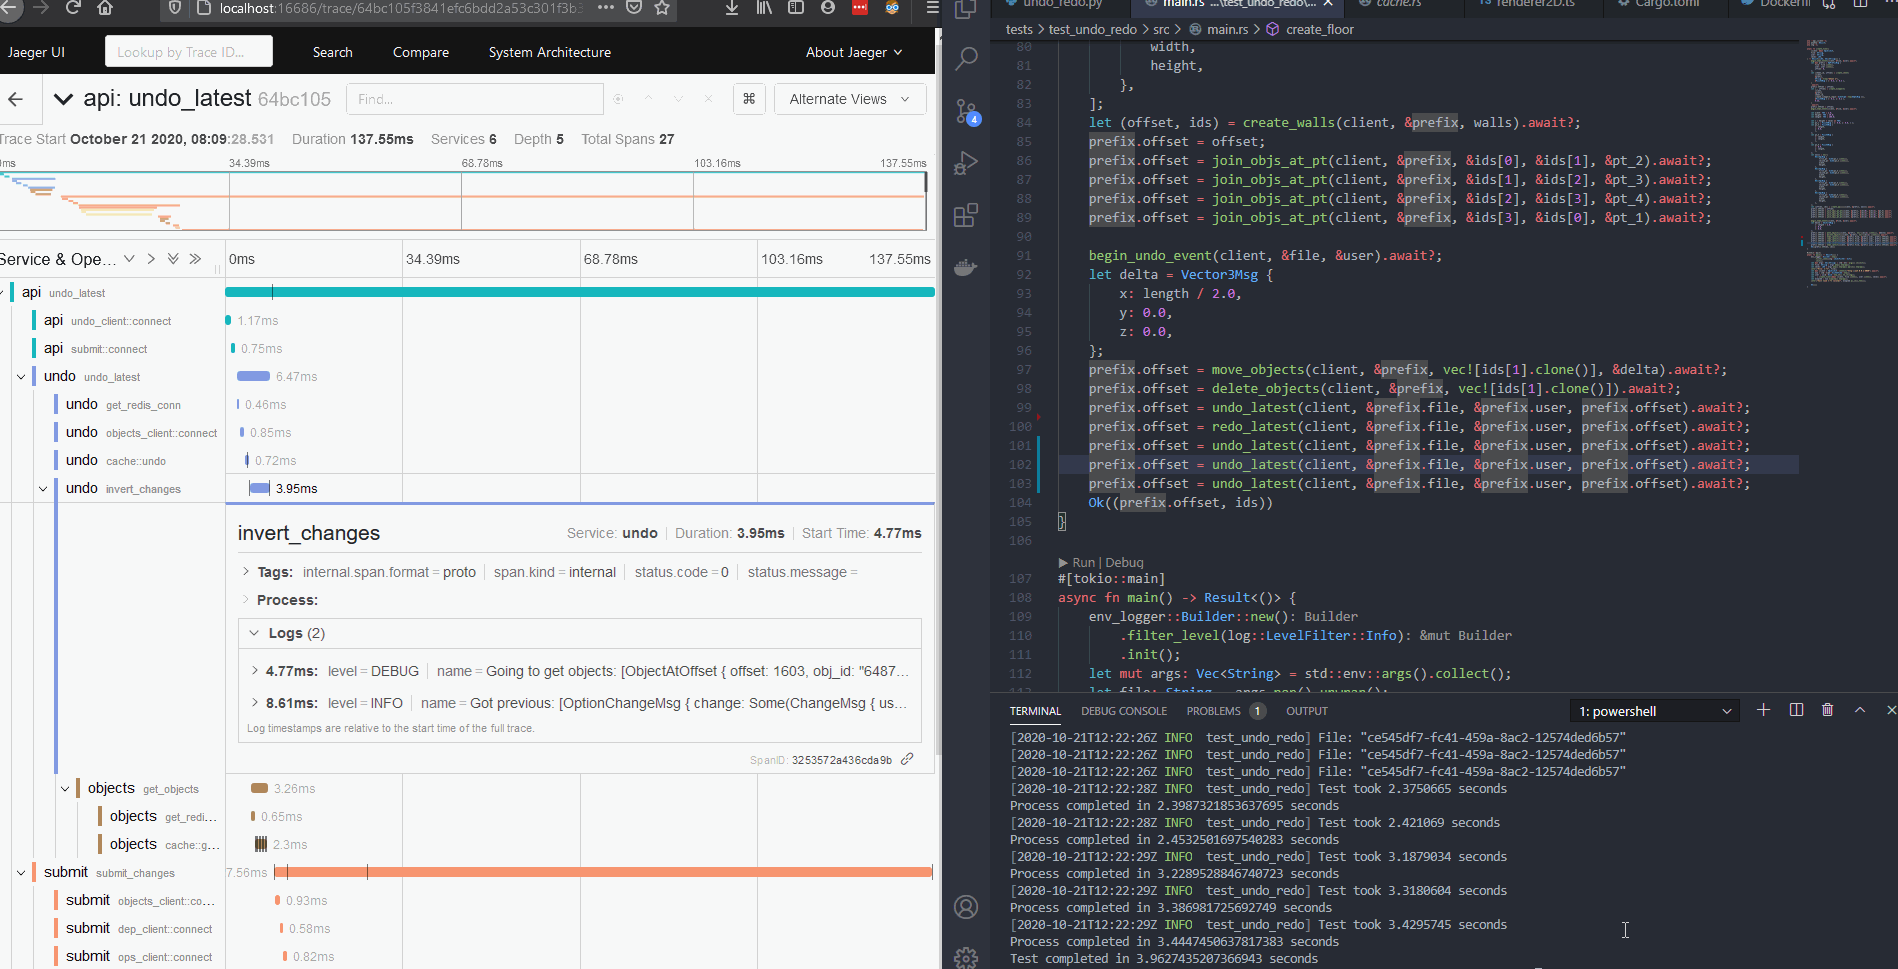 localhost:16686/trace/64bc105f3841efc6bdd2a53c301f3b
Jaeger UI
Lookup by Trace ID...
Search
Compare
System Architecture
About Jaeger
api: undo_latest 64bc105
Find...
⌘
Alternate Views
Trace Start October 21 2020, 08:09:28.531
Duration 137.55ms
Services 6
Depth 5
Total Spans 27
ms 34.39ms 68.78ms 103.16ms 137.55ms
Service & Ope...
0ms 34.39ms 68.78ms 103.16ms 137.55ms
api undo_latest
api undo_client::connect 1.17ms
api submit::connect 0.75ms
undo undo_latest 6.47ms
undo get_redis_conn 0.46ms
undo objects_client::connect 0.85ms
undo cache::undo 0.72ms
undo invert_changes 3.95ms
invert_changes
Service: undo | Duration: 3.95ms | Start Time: 4.77ms
Tags: internal.span.format = proto | span.kind = internal | status.code = 0 | status.message =
Process:
Logs (2)
4.77ms: level = DEBUG | name = Going to get objects: [ObjectAtOffset { offset: 1603, obj_id: "6487...
8.61ms: level = INFO | name = Got previous: [OptionChangeMsg { change: Some(ChangeMsg { us...
Log timestamps are relative to the start time of the full trace.
SpanID: 3253572a436cda9b
objects get_objects 3.26ms
objects get_redi... 0.65ms
objects cache::g... 2.3ms
submit submit_changes 7.56ms
submit objects_client::co... 0.93ms
submit dep_client::connect 0.58ms
submit ops_client::connect 0.82ms
4
undo_redo.py
main.rs ...\test_undo_redo\...
cache.rs
TS renderer2D.ts
Cargo.toml
Dockerfi
tests > test_undo_redo > src > main.rs > create_floor
80 width,
81 height,
82 },
83 ];
84 let (offset, ids) = create_walls(client, &prefix, walls).await?;
85 prefix.offset = offset;
86 prefix.offset = join_objs_at_pt(client, &prefix, &ids[0], &ids[1], &pt_2).await?;
87 prefix.offset = join_objs_at_pt(client, &prefix, &ids[1], &ids[2], &pt_3).await?;
88 prefix.offset = join_objs_at_pt(client, &prefix, &ids[2], &ids[3], &pt_4).await?;
89 prefix.offset = join_objs_at_pt(client, &prefix, &ids[3], &ids[0], &pt_1).await?;
90
91 begin_undo_event(client, &file, &user).await?;
92 let delta = Vector3Msg {
93 x: length / 2.0,
94 y: 0.0,
95 z: 0.0,
96 };
97 prefix.offset = move_objects(client, &prefix, vec![ids[1].clone()], &delta).await?;
98 prefix.offset = delete_objects(client, &prefix, vec![ids[1].clone()]).await?;
99 prefix.offset = undo_latest(client, &prefix.file, &prefix.user, prefix.offset).await?;
100 prefix.offset = redo_latest(client, &prefix.file, &prefix.user, prefix.offset).await?;
101 prefix.offset = undo_latest(client, &prefix.file, &prefix.user, prefix.offset).await?;
102 prefix.offset = undo_latest(client, &prefix.file, &prefix.user, prefix.offset).await?;
103 prefix.offset = undo_latest(client, &prefix.file, &prefix.user, prefix.offset).await?;
104 Ok((prefix.offset, ids))
105 }
106
▶ Run | Debug
107 #[tokio::main]
108 async fn main() -> Result<()> {
109 env_logger::Builder::new(): Builder
110 .filter_level(log::LevelFilter::Info): &mut Builder
111 .init();
112 let mut args: Vec<String> = std::env::args().collect();
TERMINAL
DEBUG CONSOLE
PROBLEMS 1
OUTPUT
1: powershell
[2020-10-21T12:22:26Z INFO test_undo_redo] File: "ce545df7-fc41-459a-8ac2-12574ded6b57"
[2020-10-21T12:22:26Z INFO test_undo_redo] File: "ce545df7-fc41-459a-8ac2-12574ded6b57"
[2020-10-21T12:22:26Z INFO test_undo_redo] File: "ce545df7-fc41-459a-8ac2-12574ded6b57"
[2020-10-21T12:22:28Z INFO test_undo_redo] Test took 2.3750665 seconds
Process completed in 2.3987321853637695 seconds
[2020-10-21T12:22:28Z INFO test_undo_redo] Test took 2.421069 seconds
Process completed in 2.4532501697540283 seconds
[2020-10-21T12:22:29Z INFO test_undo_redo] Test took 3.1879034 seconds
Process completed in 3.2289528846740723 seconds
[2020-10-21T12:22:29Z INFO test_undo_redo] Test took 3.3180604 seconds
Process completed in 3.386981725692749 seconds
[2020-10-21T12:22:29Z INFO test_undo_redo] Test took 3.4295745 seconds
Process completed in 3.4447450637817383 seconds
Test completed in 3.9627435207366943 seconds